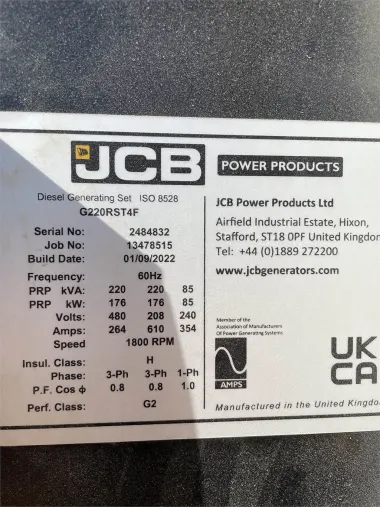 JCB POWER PRODUCTS
Diesel Generating Set ISO 8528
G220RST4F
Serial No: 2484832
Job No: 13478515
Build Date: 01/09/2022
Frequency: 60Hz
PRP kVA: 220 220 85
PRP kW: 176 176 85
Volts: 480 208 240
Amps: 264 610 354
Speed 1800 RPM
Insul. Class: H
Phase: 3-Ph 3-Ph 1-Ph
P.F. Cos ϕ 0.8 0.8 1.0
Perf. Class: G2
JCB Power Products Ltd
Airfield Industrial Estate, Hixon,
Stafford, ST18 0PF United Kingdom
Tel: +44 (0)1889 272200
www.jcbgenerators.com
Member of the
Association of Manufacturers
Of Power Generating Systems
AMPS
UK
CA
Manufactured in the United Kingdo